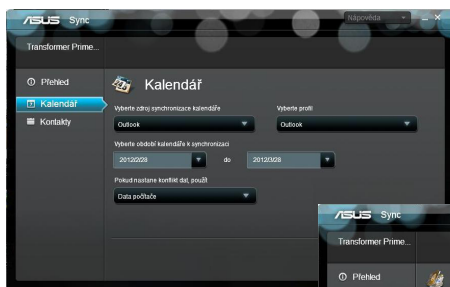 ASUS Sync
Nápověda
Transformer Prime...
Přehled
Kalendář
Kontakty
Kalendář
Vyberte zdroj synchronizace kalendáře
Vyberte profil
Outlook
Outlook
Vyberte období kalendáře k synchronizaci
2012/2/28 do 2012/3/28
Pokud nastane konflikt dat, použít
Data počítače
ASUS Sync
Transformer Prime...
Přehled